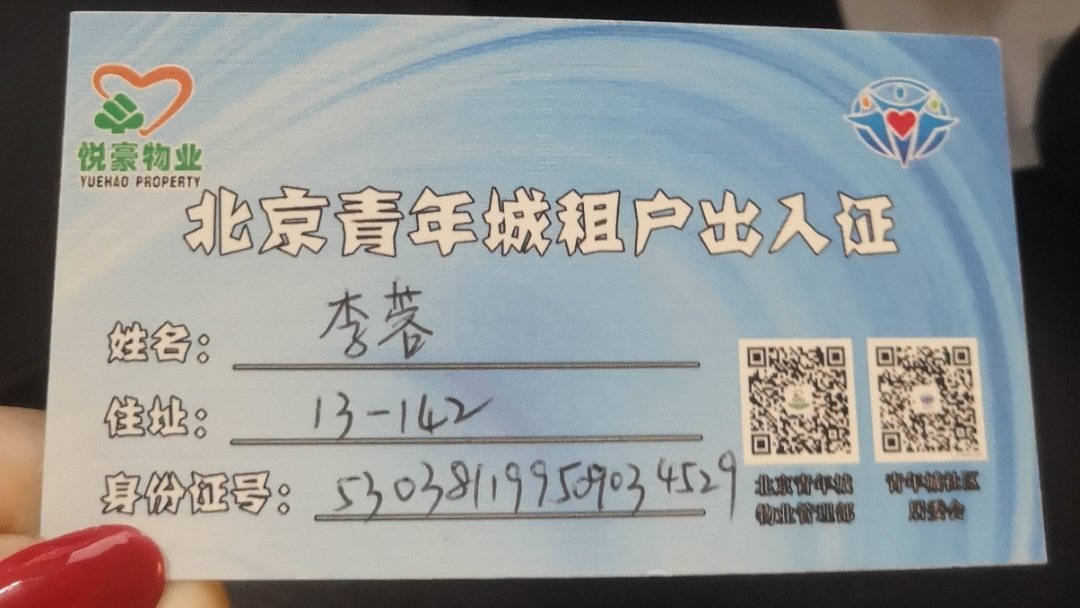 悦豪物业
YUEHAO PROPERTY
北京青年城租户出入证
姓名：李蓉
住址：13-142
身份证号：530381199509034529
北京青年城
物业管理部
青年城社区
居委会